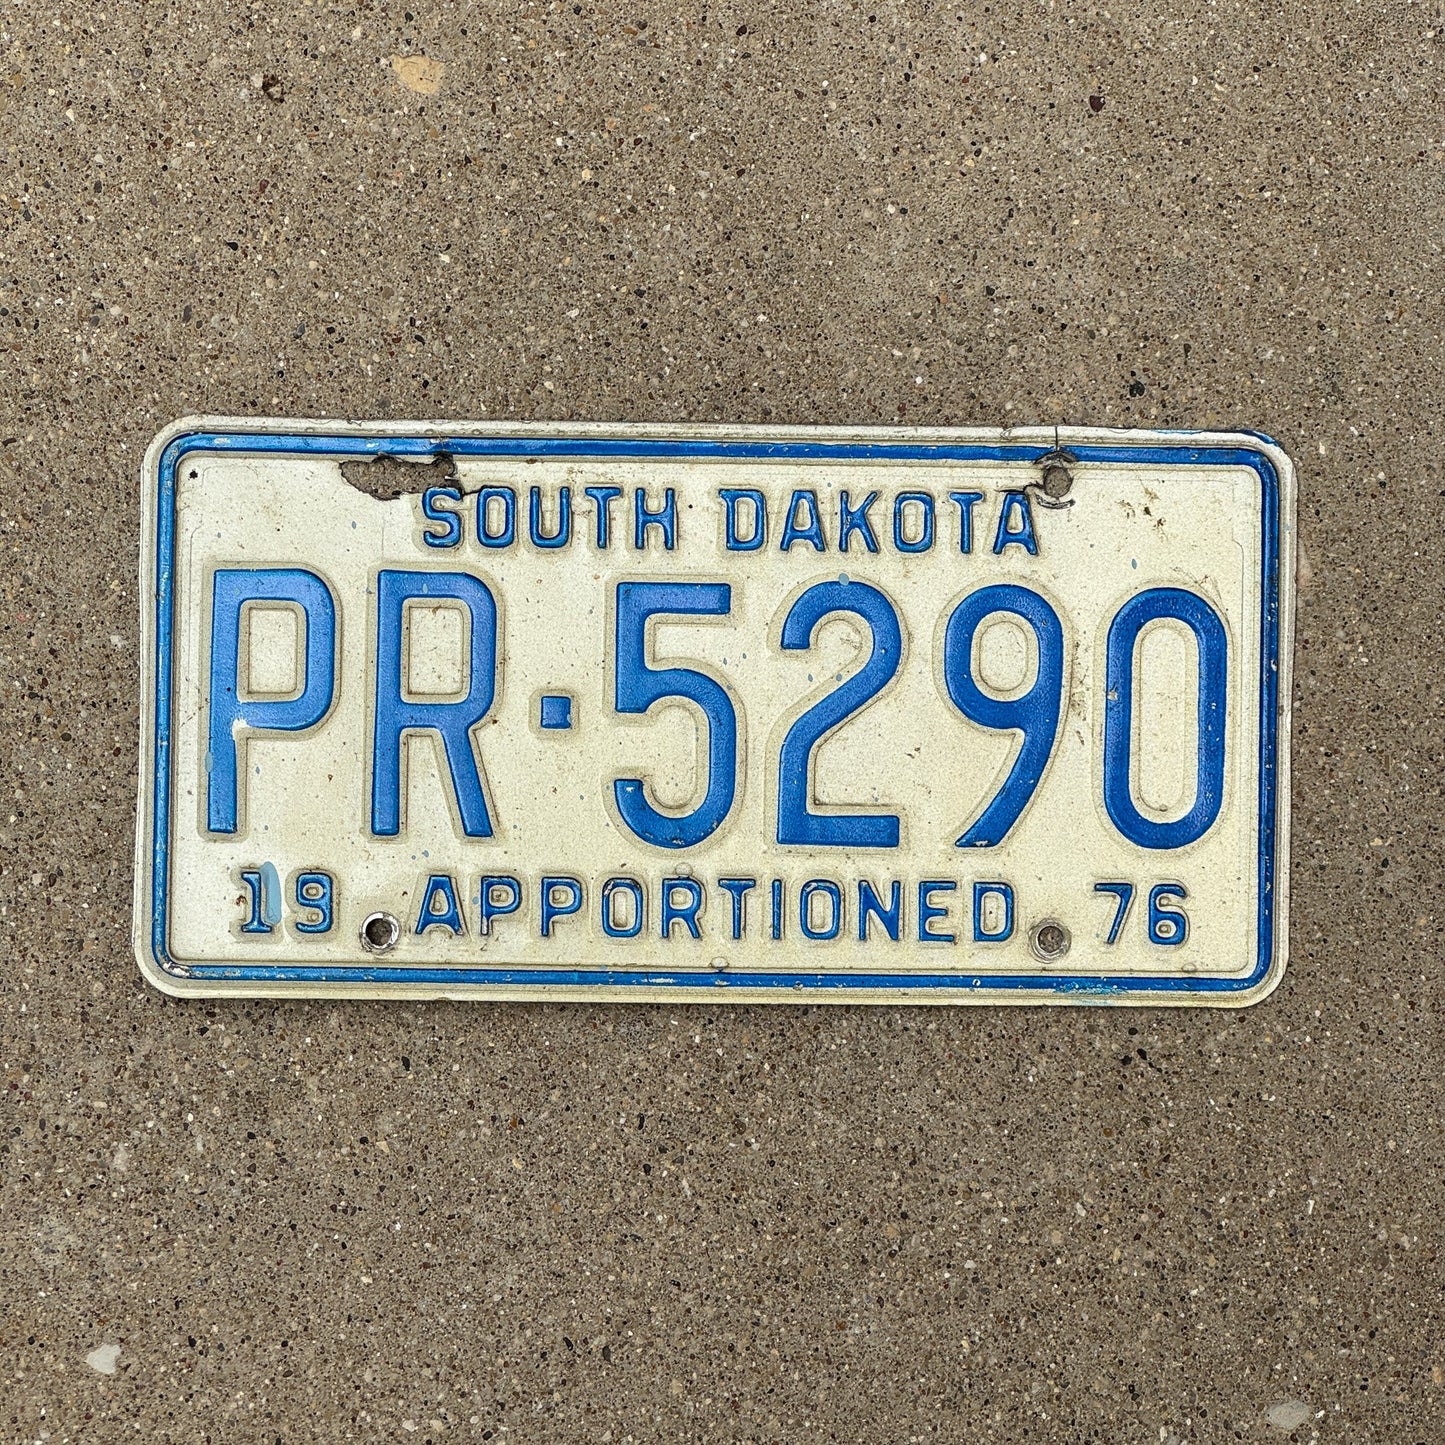 SOUTH DAKOTA
PR·5290
19 APPORTIONED 76